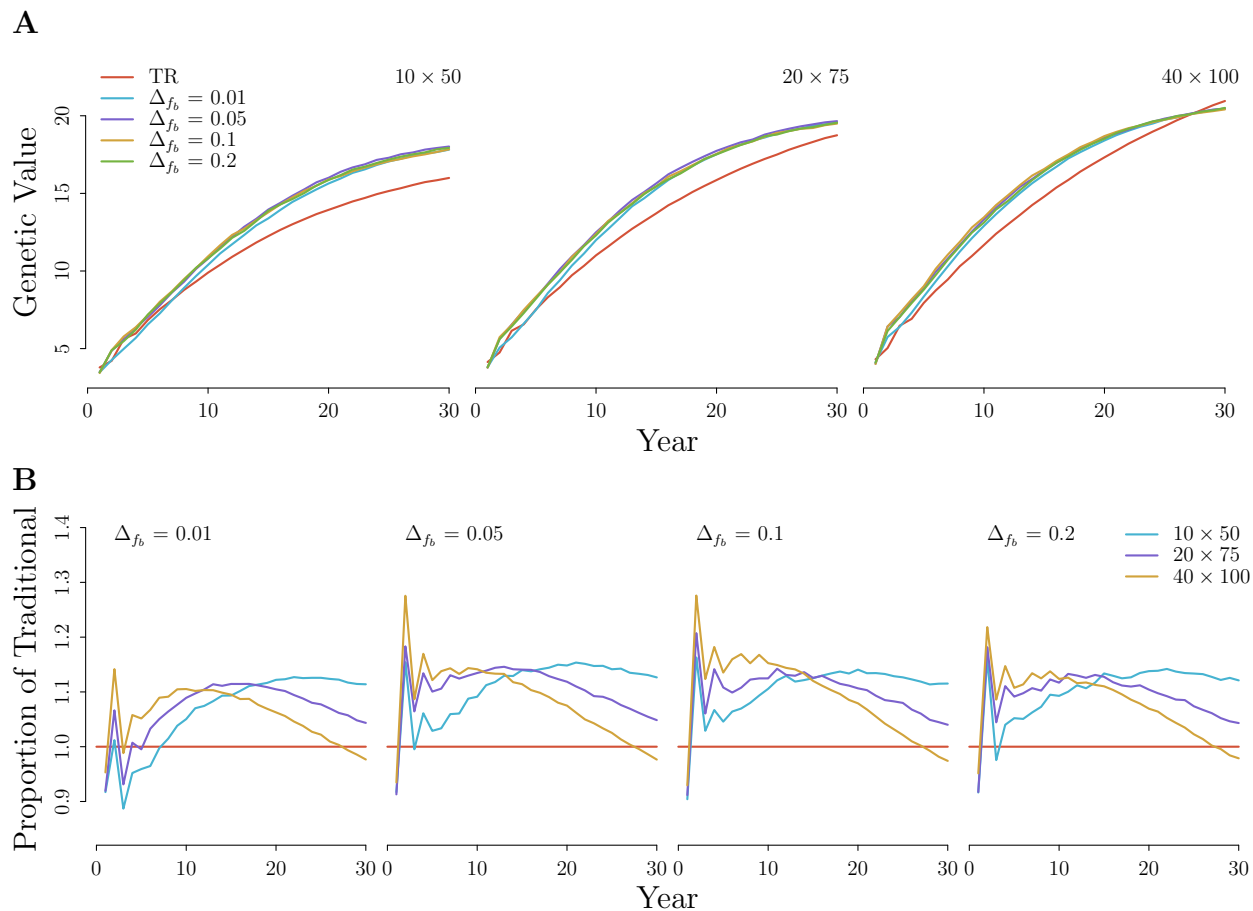 A
TR
Δ_{f_b} = 0.01
Δ_{f_b} = 0.05
Δ_{f_b} = 0.1
Δ_{f_b} = 0.2
10 × 50
20 × 75
40 × 100
Genetic Value
20
15
10
5
0 10 20 30
0 10 20 30
0 10 20 30
Year
B
Proportion of Traditional
1.4
1.3
1.2
1.1
1.0
0.9
Δ_{f_b} = 0.01
Δ_{f_b} = 0.05
Δ_{f_b} = 0.1
Δ_{f_b} = 0.2
10 × 50
20 × 75
40 × 100
0 10 20 30
0 10 20 30
0 10 20 30
0 10 20 30
Year